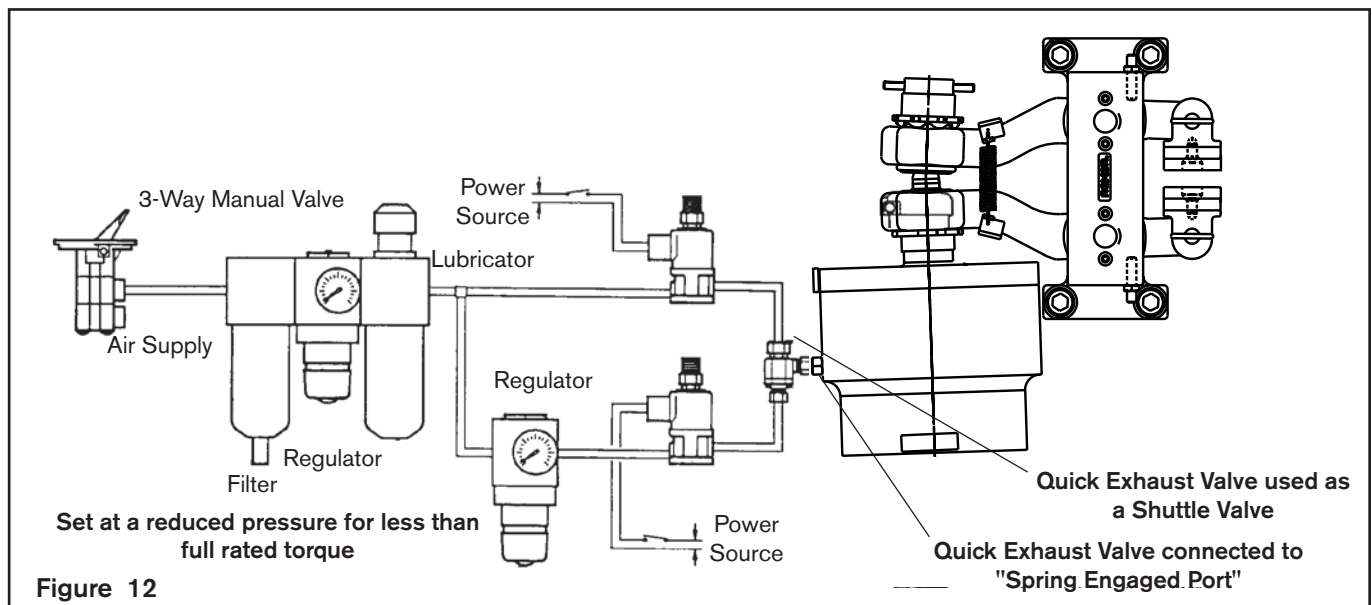 Power
Source
3-Way Manual Valve
Lubricator
Air Supply
Regulator
Regulator
Filter
Set at a reduced pressure for less than
full rated torque
Power
Source
Quick Exhaust Valve used as
a Shuttle Valve
Quick Exhaust Valve connected to
"Spring Engaged Port"
Figure 12